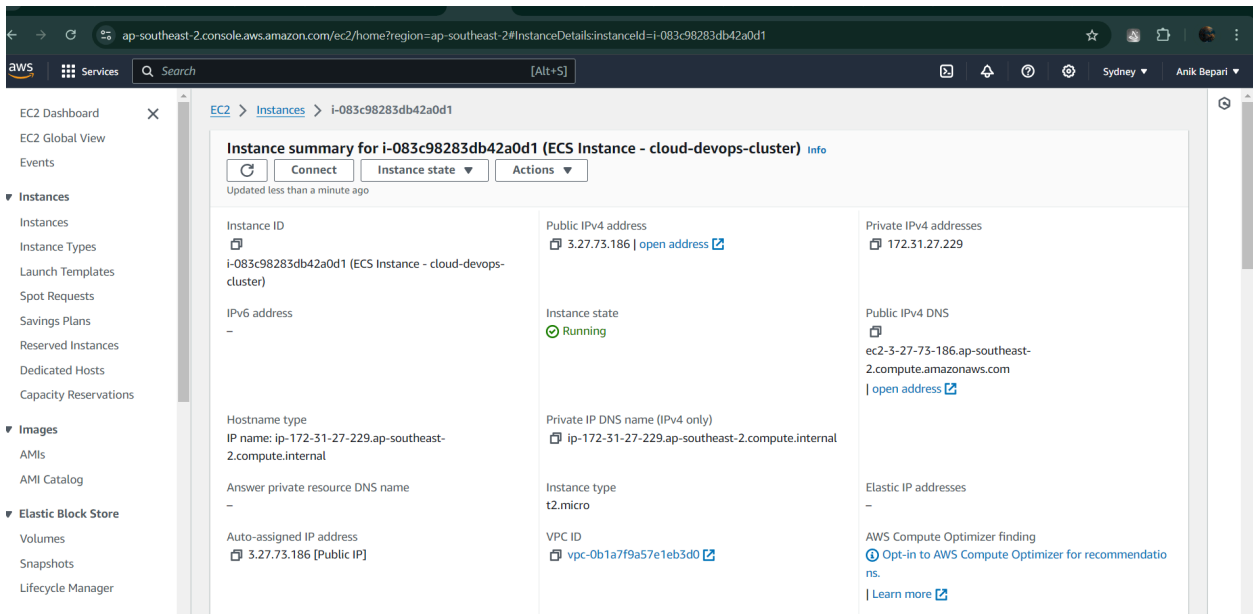 ap-southeast-2.console.aws.amazon.com/ec2/home?region=ap-southeast-2#InstanceDetails:instanceId=i-083c98283db42a0d1
aws
Services
Search
[Alt+S]
Sydney ▼
Anik Bepari ▼
EC2 Dashboard
EC2 Global View
Events
Instances
Instances
Instance Types
Launch Templates
Spot Requests
Savings Plans
Reserved Instances
Dedicated Hosts
Capacity Reservations
Images
AMIs
AMI Catalog
Elastic Block Store
Volumes
Snapshots
Lifecycle Manager
EC2 > Instances > i-083c98283db42a0d1
Instance summary for i-083c98283db42a0d1 (ECS Instance - cloud-devops-cluster) Info
Connect
Instance state ▼
Actions ▼
Updated less than a minute ago
Instance ID
i-083c98283db42a0d1 (ECS Instance - cloud-devops-
cluster)
Public IPv4 address
3.27.73.186 | open address
Private IPv4 addresses
172.31.27.229
IPv6 address
–
Instance state
Running
Public IPv4 DNS
ec2-3-27-73-186.ap-southeast-
2.compute.amazonaws.com
| open address
Hostname type
IP name: ip-172-31-27-229.ap-southeast-
2.compute.internal
Private IP DNS name (IPv4 only)
ip-172-31-27-229.ap-southeast-2.compute.internal
Answer private resource DNS name
–
Instance type
t2.micro
Elastic IP addresses
–
Auto-assigned IP address
3.27.73.186 [Public IP]
VPC ID
vpc-0b1a7f9a57e1eb3d0
AWS Compute Optimizer finding
Opt-in to AWS Compute Optimizer for recommendatio
ns.
| Learn more